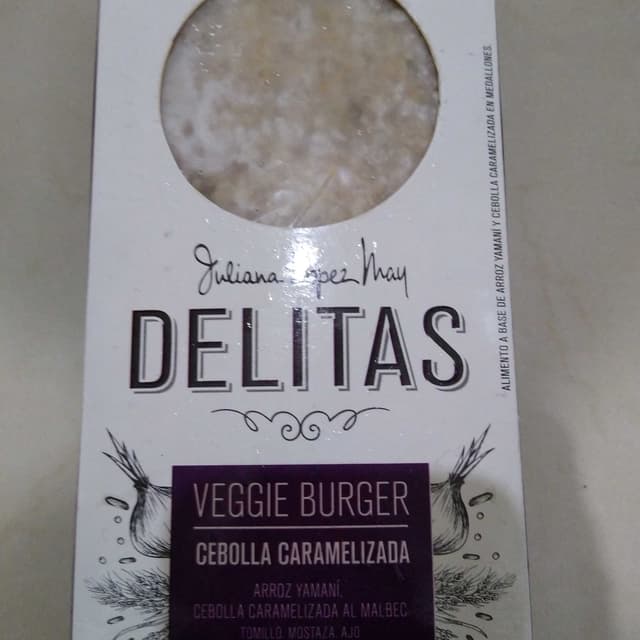 Juliana López May
DELITAS
VEGGIE BURGER
CEBOLLA CARAMELIZADA
ARROZ YAMANÍ,
CEBOLLA CARAMELIZADA AL MALBEC
TOMILLO, MOSTAZA, AJO
ALIMENTO A BASE DE ARROZ YAMANÍ Y CEBOLLA CARAMELIZADA EN MEDALLONES.